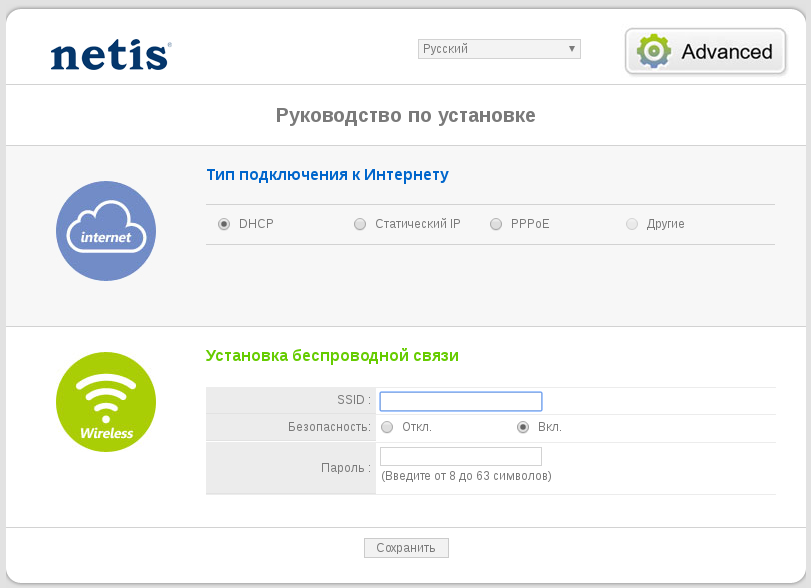 netis
Русский
Advanced
Руководство по установке
Тип подключения к Интернету
internet
DHCP Статический IP PPPoE Другие
Установка беспроводной связи
Wireless
SSID :
Безопасность: Откл. Вкл.
Пароль :
(Введите от 8 до 63 символов)
Сохранить